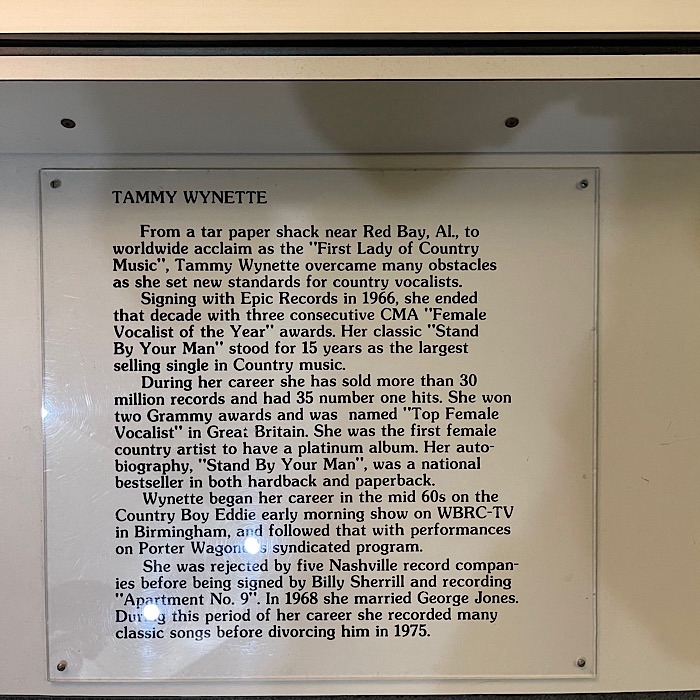 TAMMY WYNETTE
From a tar paper shack near Red Bay, Al., to
worldwide acclaim as the "First Lady of Country
Music", Tammy Wynette overcame many obstacles
as she set new standards for country vocalists.
Signing with Epic Records in 1966, she ended
that decade with three consecutive CMA "Female
Vocalist of the Year" awards. Her classic "Stand
By Your Man" stood for 15 years as the largest
selling single in Country music.
During her career she has sold more than 30
million records and had 35 number one hits. She won
two Grammy awards and was named "Top Female
Vocalist" in Great Britain. She was the first female
country artist to have a platinum album. Her auto-
biography, "Stand By Your Man", was a national
bestseller in both hardback and paperback.
Wynette began her career in the mid 60s on the
Country Boy Eddie early morning show on WBRC-TV
in Birmingham, and followed that with performances
on Porter syndicated program.
She was rejected by five Nashville record compan-
ies before being signed by Billy Sherrill and recording
"Apartment No. 9". In 1968 she married George Jones.
During this period of her career she recorded many
classic songs before divorcing him in 1975.